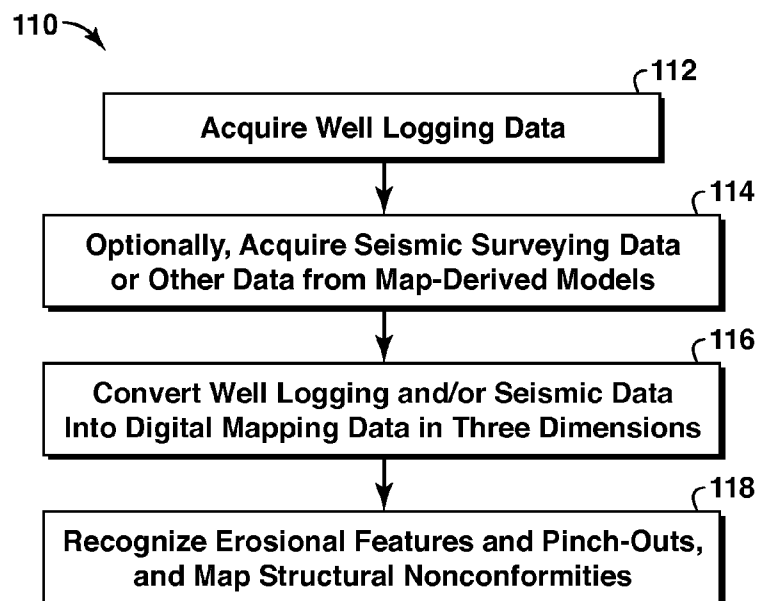 110
112
Acquire Well Logging Data
114
Optionally, Acquire Seismic Surveying Data
or Other Data from Map-Derived Models
116
Convert Well Logging and/or Seismic Data
Into Digital Mapping Data in Three Dimensions
118
Recognize Erosional Features and Pinch-Outs,
and Map Structural Nonconformities